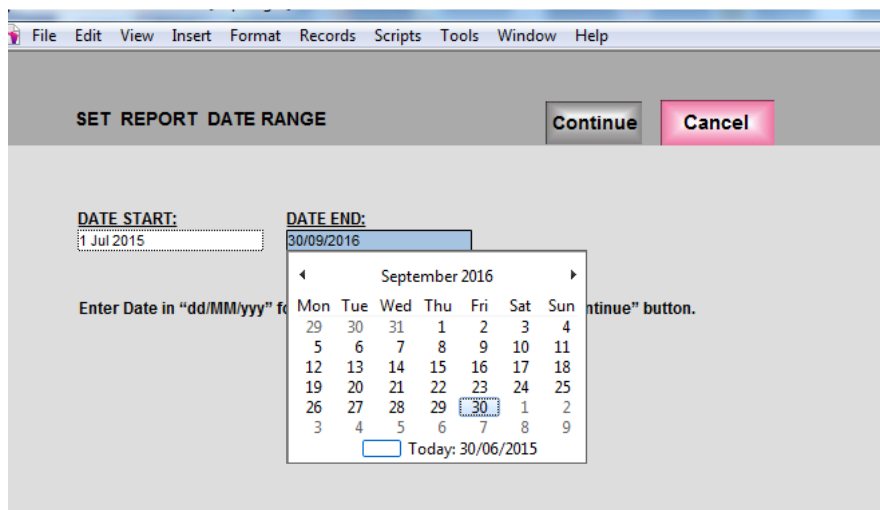 File Edit View Insert Format Records Scripts Tools Window Help
SET REPORT DATE RANGE
Continue Cancel
DATE START: DATE END:
1 Jul 2015 30/09/2016
September 2016
Enter Date in “dd/MM/yyy” ntinue” button.
Mon Tue Wed Thu Fri Sat Sun
29 30 31 1 2 3 4
5 6 7 8 9 10 11
12 13 14 15 16 17 18
19 20 21 22 23 24 25
26 27 28 29 30 1 2
3 4 5 6 7 8 9
Today: 30/06/2015